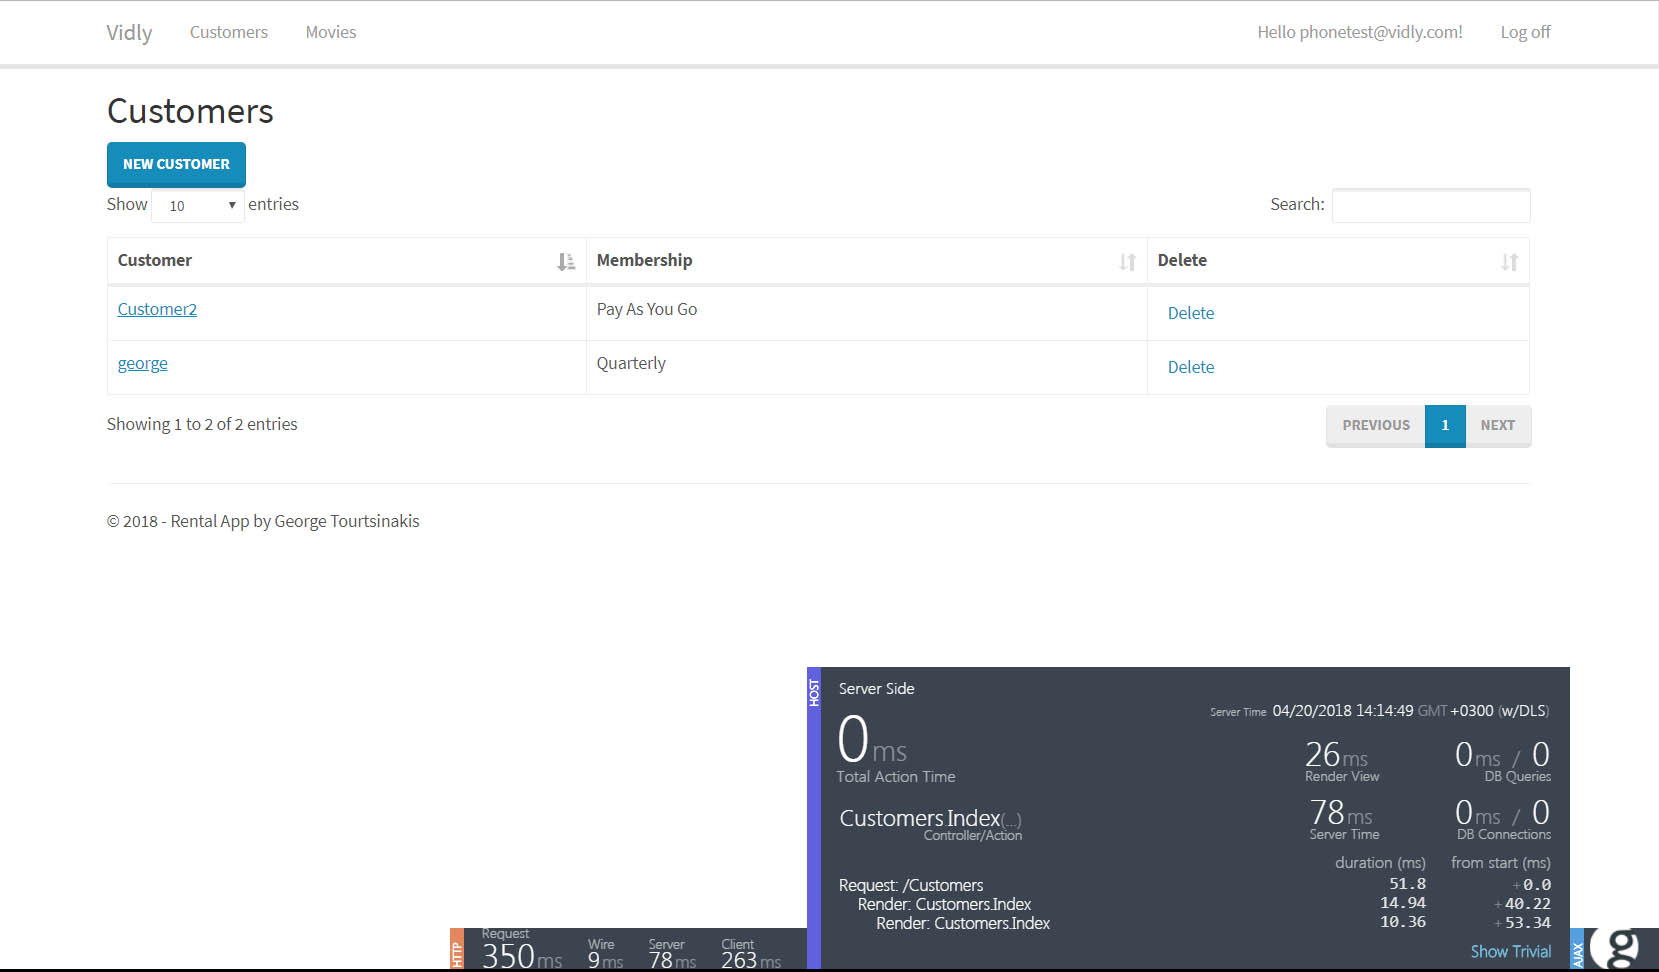 Vidly Customers Movies Hello phonetest@vidly.com! Log off
Customers
NEW CUSTOMER
Show 10 entries Search:
Customer Membership Delete
Customer2 Pay As You Go Delete
george Quarterly Delete
Showing 1 to 2 of 2 entries PREVIOUS 1 NEXT
© 2018 - Rental App by George Tourtsinakis
HOST
Server Side
Server Time 04/20/2018 14:14:49 GMT +0300 (w/DLS)
0 ms 26 ms 0 ms / 0
Total Action Time Render View DB Queries
Customers.Index(...) 78 ms 0 ms / 0
Controller/Action Server Time DB Connections
duration (ms) from start (ms)
Request: /Customers 51.8 +0.0
Render: Customers.Index 14.94 +40.22
Render: Customers.Index 10.36 +53.34
Show Trivial
HTTP
Request Wire Server Client
350 ms 9 ms 78 ms 263 ms
AJAX
g